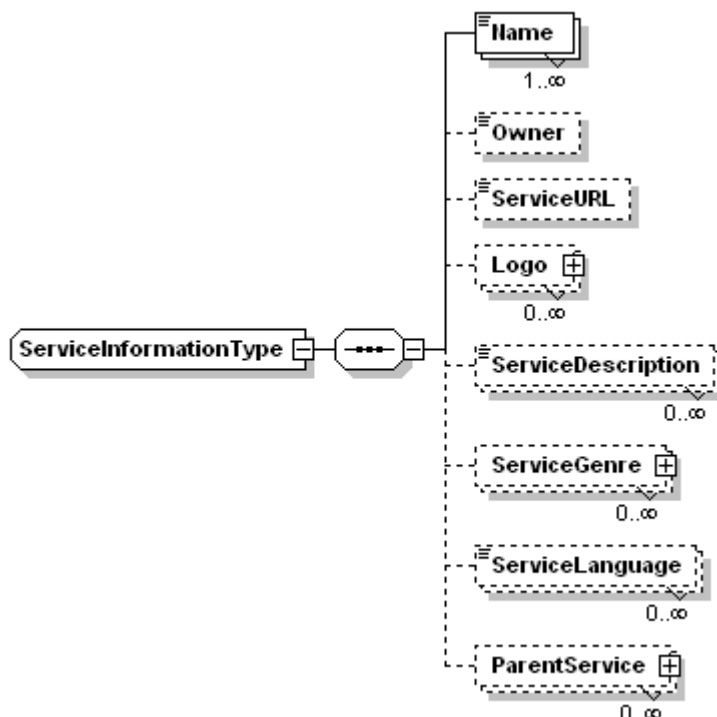 Name
1..∞
Owner
ServiceURL
Logo
0..∞
ServiceInformationType
ServiceDescription
0..∞
ServiceGenre
0..∞
ServiceLanguage
0..∞
ParentService
0..∞